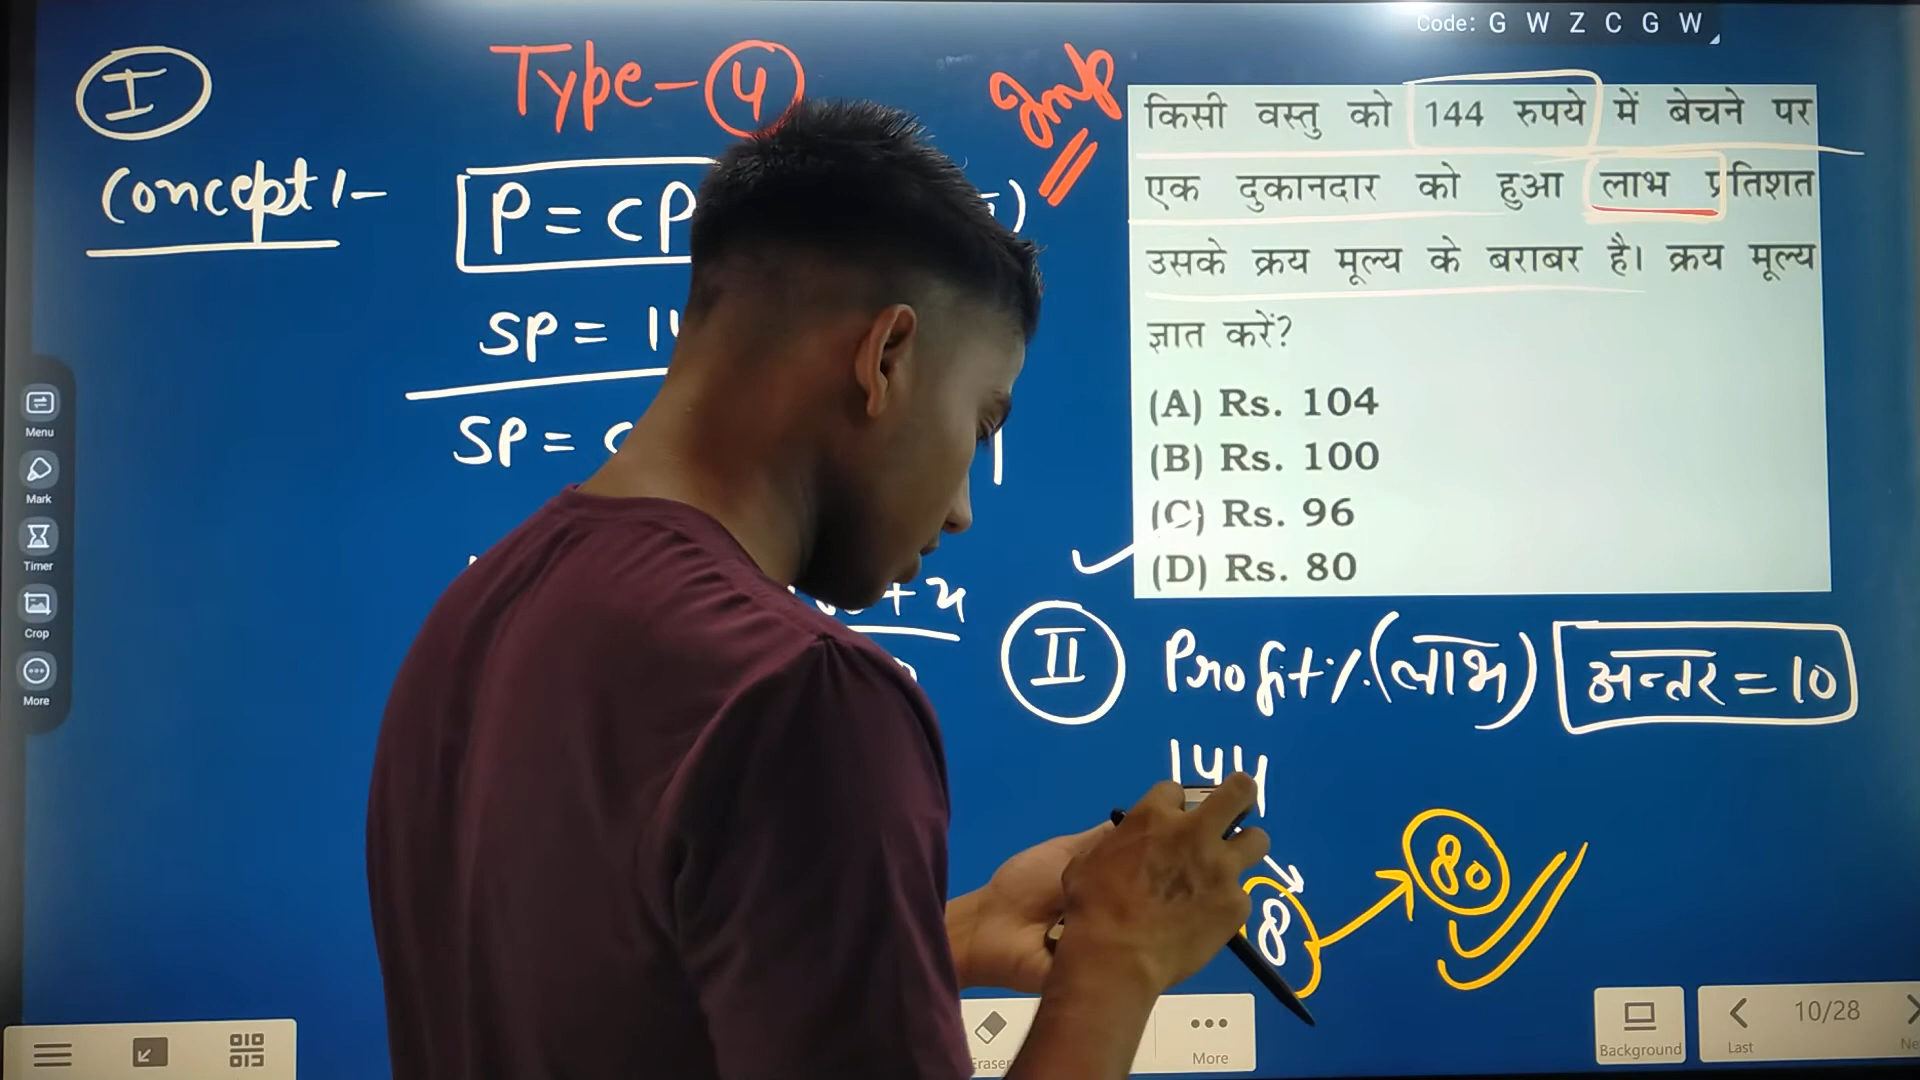 Code: G W Z C G W
I
Type-4
Imp
Concept :-
P = CP
SP = 14
SP = C
+ x
किसी वस्तु को 144 रुपये में बेचने पर
एक दुकानदार को हुआ लाभ प्रतिशत
उसके क्रय मूल्य के बराबर है। क्रय मूल्य
ज्ञात करें?
(A) Rs. 104
(B) Rs. 100
(C) Rs. 96
(D) Rs. 80
II
Profit % (लाभ) अन्तर = 10
144
8
80
Menu
Mark
Timer
Crop
More
Eraser
More
Background
Last
10/28
Ne